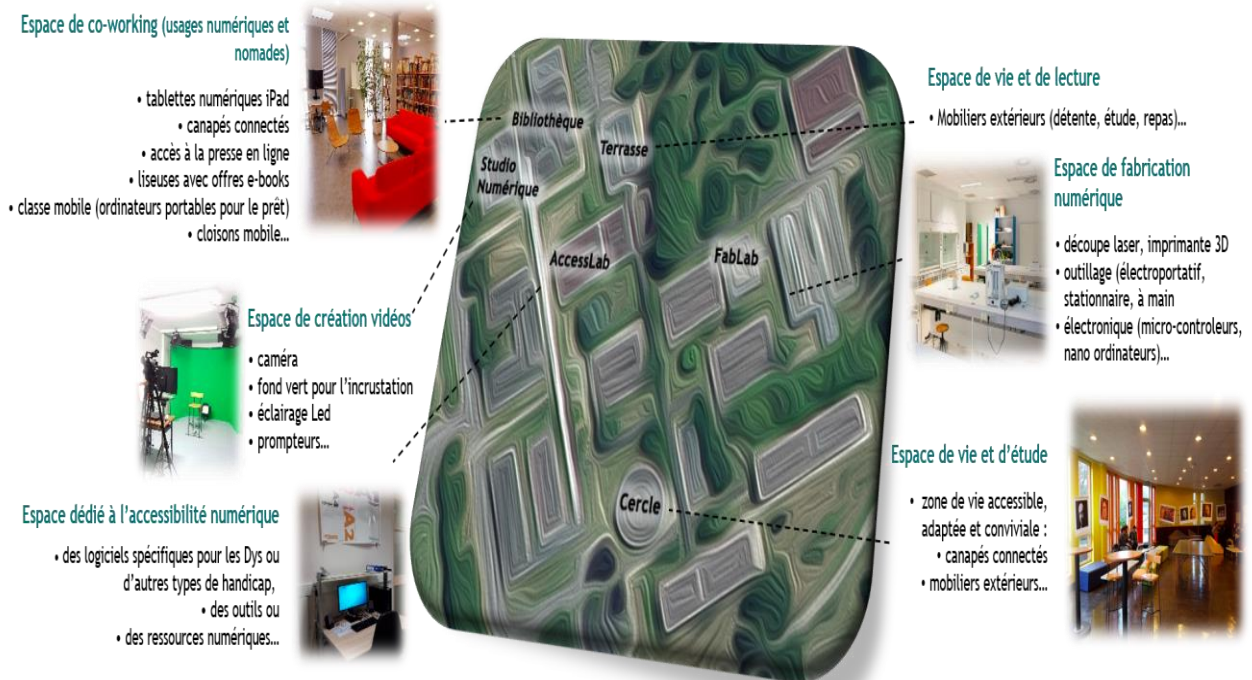 Espace de co-working (usages numériques et
nomades)
• tablettes numériques iPad
• canapés connectés
• accès à la presse en ligne
• liseuses avec offres e-books
• classe mobile (ordinateurs portables pour le prêt)
• cloisons mobile...
Espace de création vidéos
• caméra
• fond vert pour l'incrustation
• éclairage Led
• prompteurs...
Espace dédié à l'accessibilité numérique
• des logiciels spécifiques pour les Dys ou
d'autres types de handicap,
• des outils ou
• des ressources numériques...
Bibliothèque
Terrasse
Studio
Numérique
AccessLab
FabLab
Cercle
Espace de vie et de lecture
• Mobiliers extérieurs (détente, étude, repas)...
Espace de fabrication
numérique
• découpe laser, imprimante 3D
• outillage (électroportatif,
stationnaire, à main
• électronique (micro-controleurs,
nano ordinateurs)...
Espace de vie et d'étude
• zone de vie accessible,
adaptée et conviviale :
• canapés connectés
• mobiliers extérieurs...